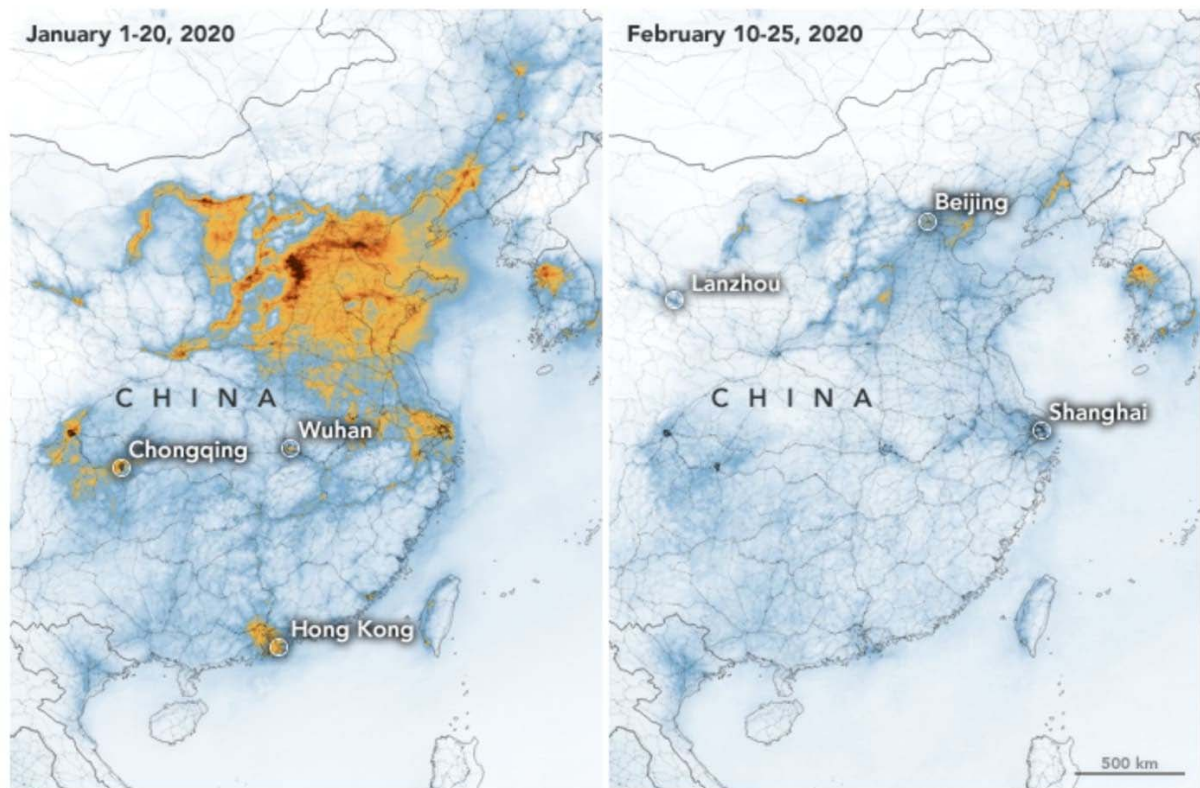 January 1-20, 2020
CHINA
Wuhan
Chongqing
Hong Kong
February 10-25, 2020
Beijing
Lanzhou
CHINA
Shanghai
500 km